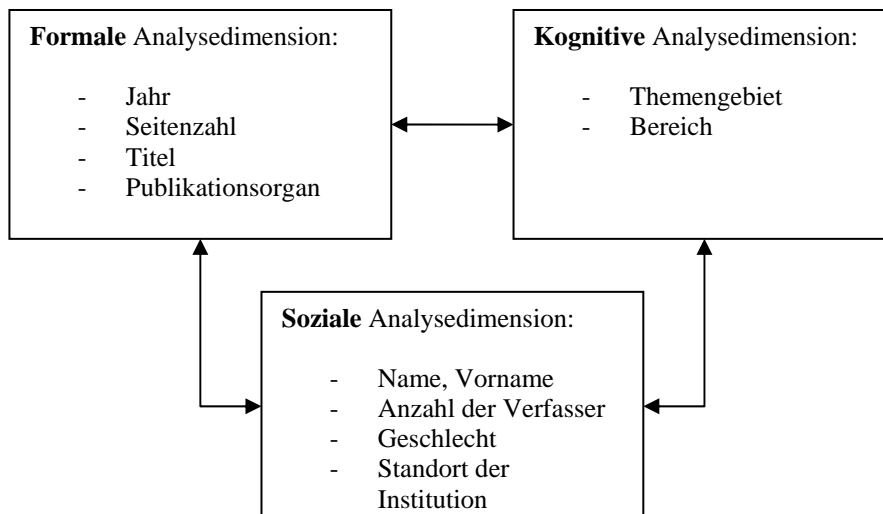 Formale Analysedimension:
- Jahr
- Seitenzahl
- Titel
- Publikationsorgan
Kognitive Analysedimension:
- Themengebiet
- Bereich
Soziale Analysedimension:
- Name, Vorname
- Anzahl der Verfasser
- Geschlecht
- Standort der
Institution